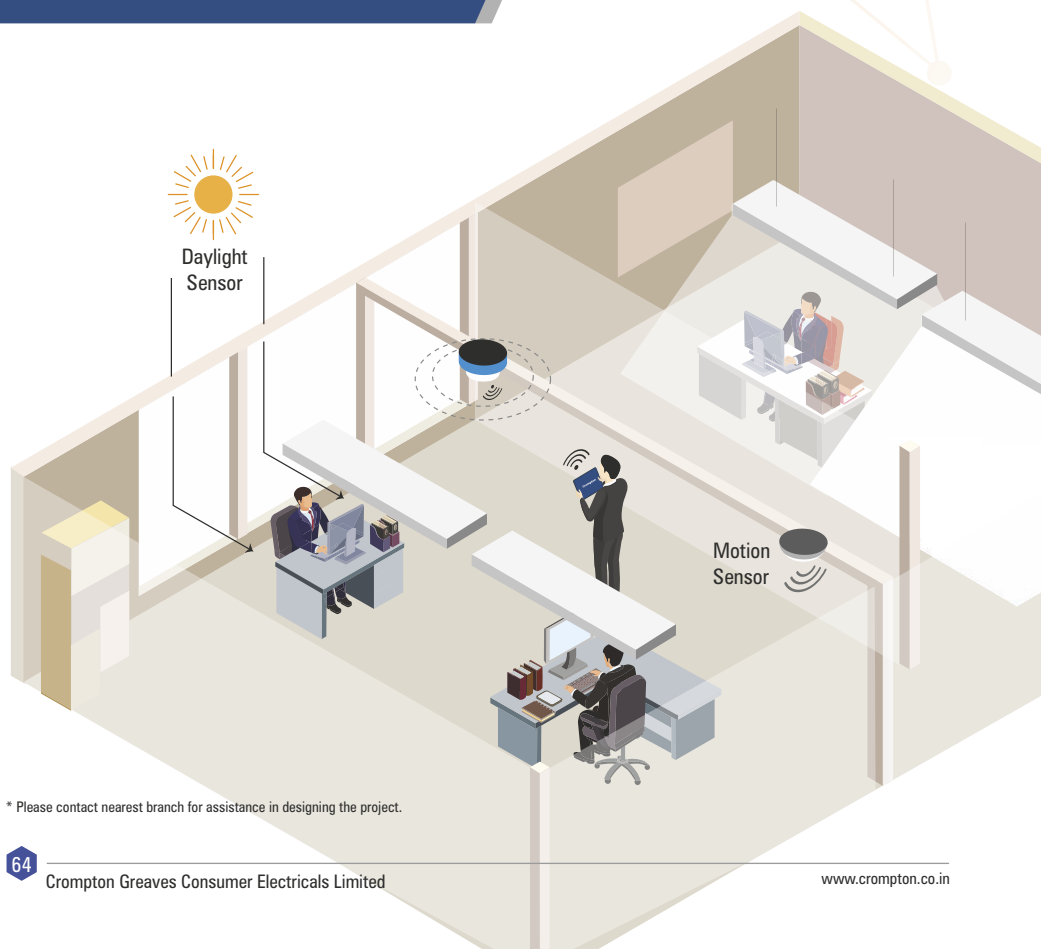 Daylight
Sensor
Crompton
Motion
Sensor
* Please contact nearest branch for assistance in designing the project.
64
Crompton Greaves Consumer Electricals Limited
www.crompton.co.in